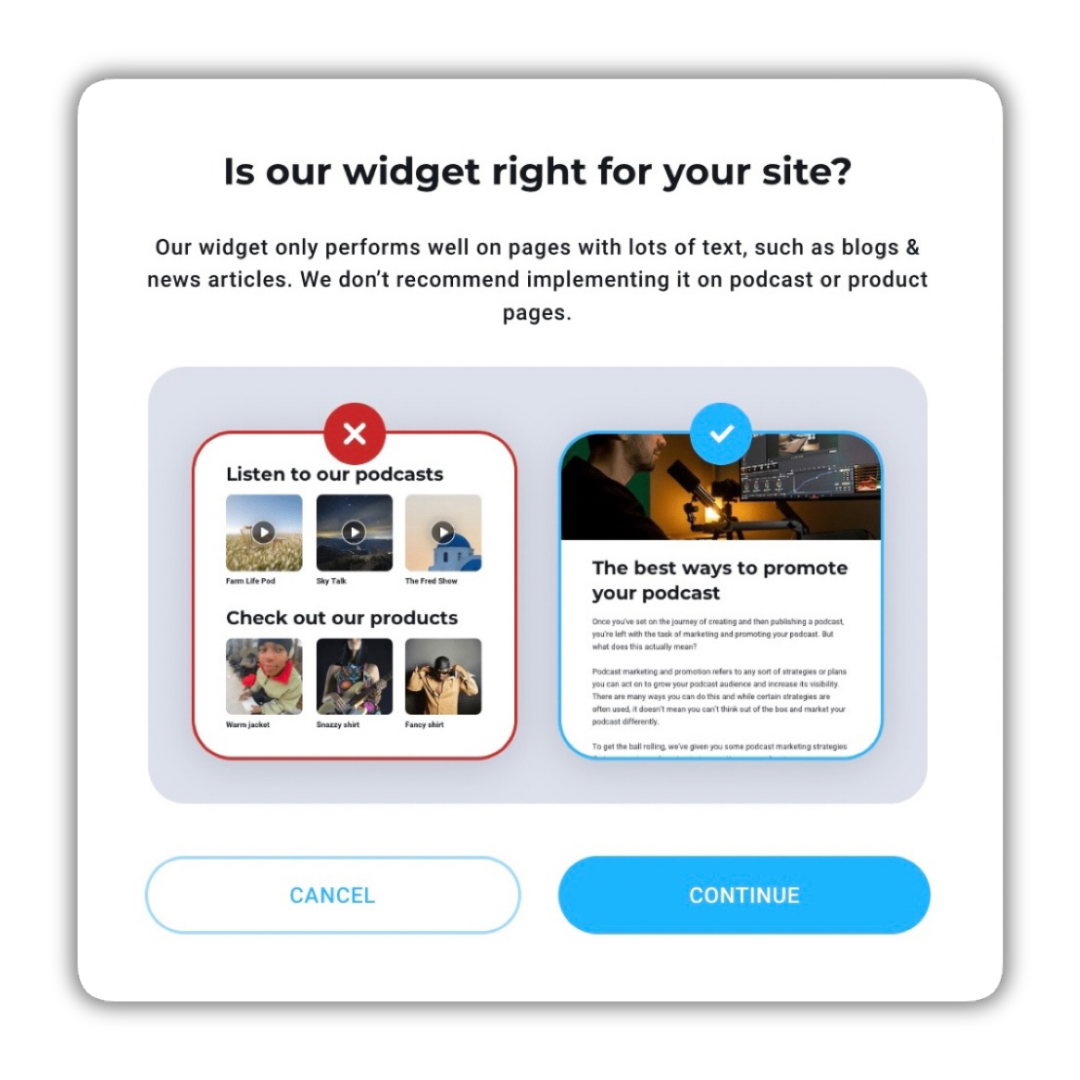 Is our widget right for your site?
Our widget only performs well on pages with lots of text, such as blogs &
news articles. We don’t recommend implementing it on podcast or product
pages.
Listen to our podcasts
Farm Life Pod
Sky Talk
The Fred Show
Check out our products
Warm jacket
Snazzy shirt
Fancy shirt
The best ways to promote
your podcast
Once you've set on the journey of creating and then publishing a podcast,
you're left with the task of marketing and promoting your podcast. But
what does this actually mean?
Podcast marketing and promotion refers to any sort of strategies or plans
you can act on to grow your podcast audience and increase its visibility.
There are many ways you can do this and while certain strategies are
often used, it doesn't mean you can't think out of the box and market your
podcast differently.
To get the ball rolling, we've given you some podcast marketing strategies
CANCEL
CONTINUE